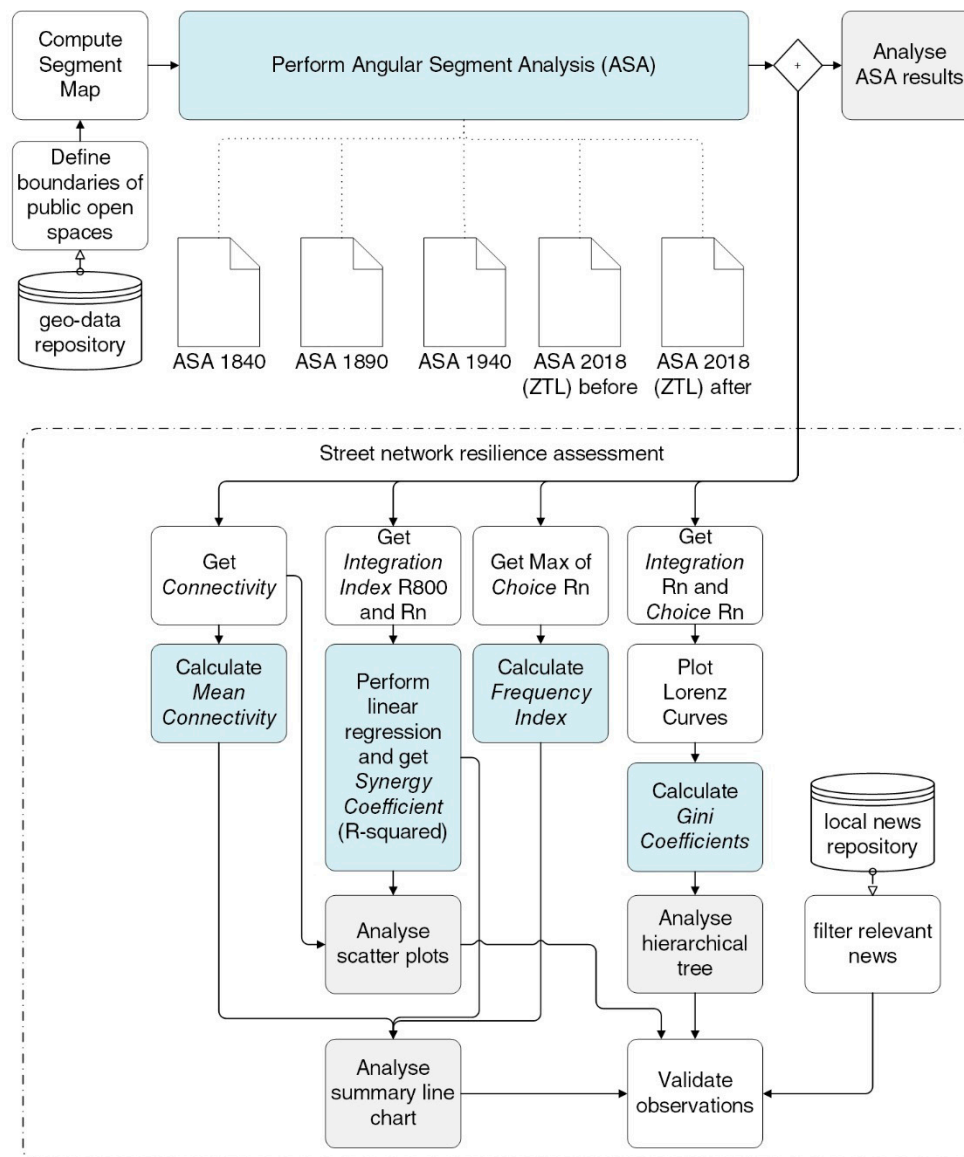 Compute
Segment
Map
Perform Angular Segment Analysis (ASA)
+
Analyse
ASA results
Define
boundaries of
public open
spaces
geo-data
repository
ASA 1840
ASA 1890
ASA 1940
ASA 2018
(ZTL) before
ASA 2018
(ZTL) after
Street network resilience assessment
Get
Connectivity
Get
Integration
Index R800
and Rn
Get Max of
Choice Rn
Get
Integration
Rn and
Choice Rn
Calculate
Mean
Connectivity
Perform
linear
regression
and get
Synergy
Coefficient
(R-squared)
Calculate
Frequency
Index
Plot
Lorenz
Curves
Calculate
Gini
Coefficients
local news
repository
Analyse
scatter plots
Analyse
hierarchical
tree
filter relevant
news
Analyse
summary line
chart
Validate
observations